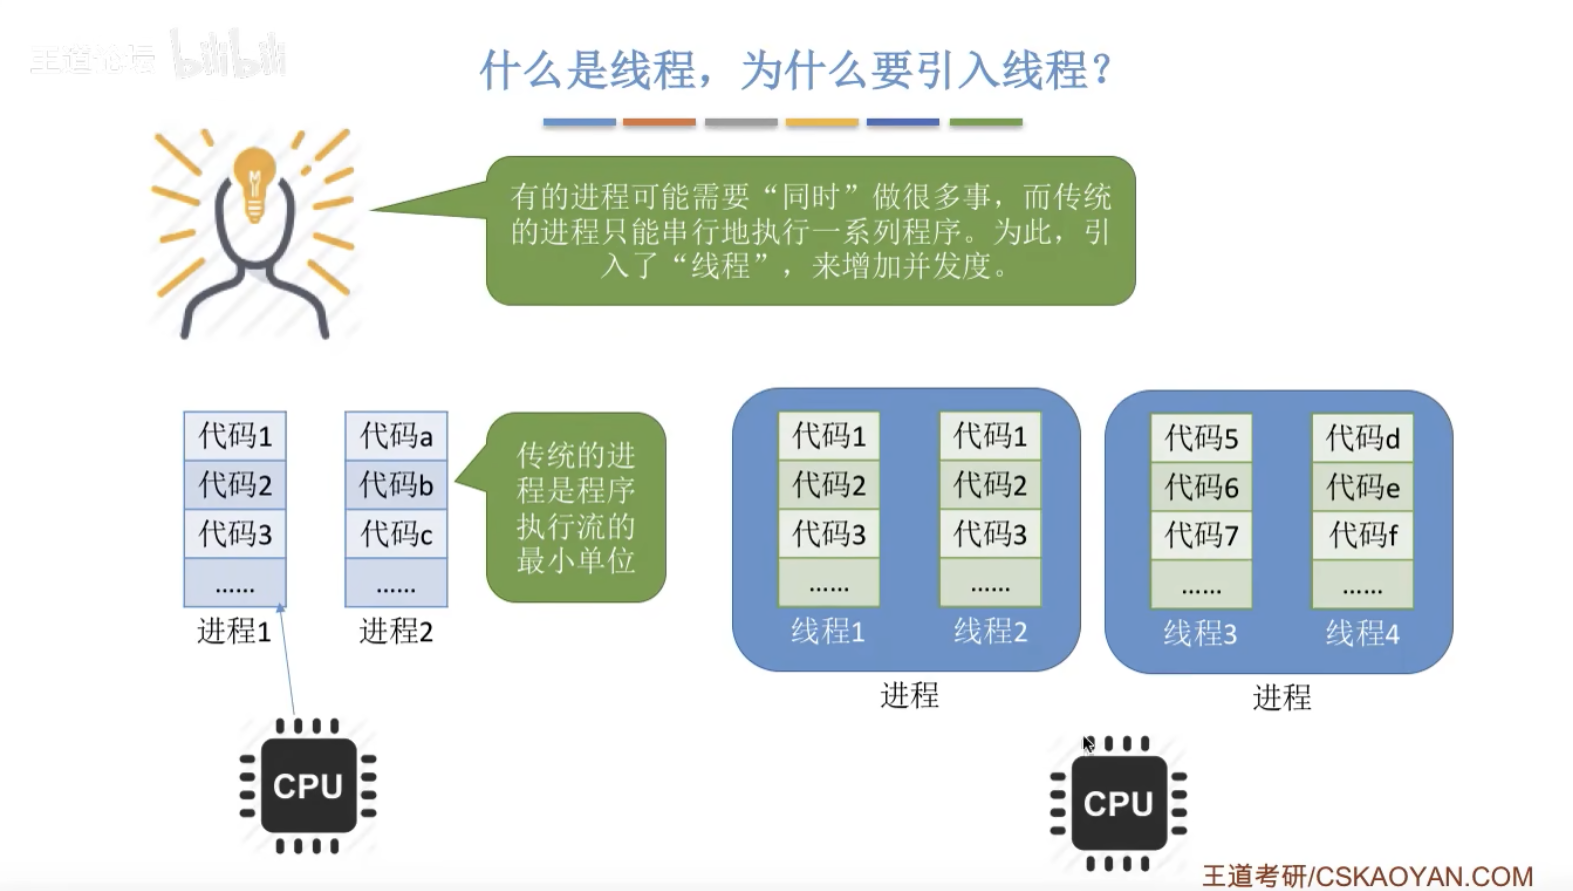 王道论坛 bilibili
什么是线程，为什么要引入线程？
有的进程可能需要“同时”做很多事，而传统
的进程只能串行地执行一系列程序。为此，引
入了“线程”，来增加并发度。
代码1
代码2
代码3
……
进程1
代码a
代码b
代码c
……
进程2
传统的进
程是程序
执行流的
最小单位
代码1
代码2
代码3
……
线程1
代码1
代码2
代码3
……
线程2
进程
代码5
代码6
代码7
……
线程3
代码d
代码e
代码f
……
线程4
进程
CPU
CPU
王道考研/CSKAOYAN.COM